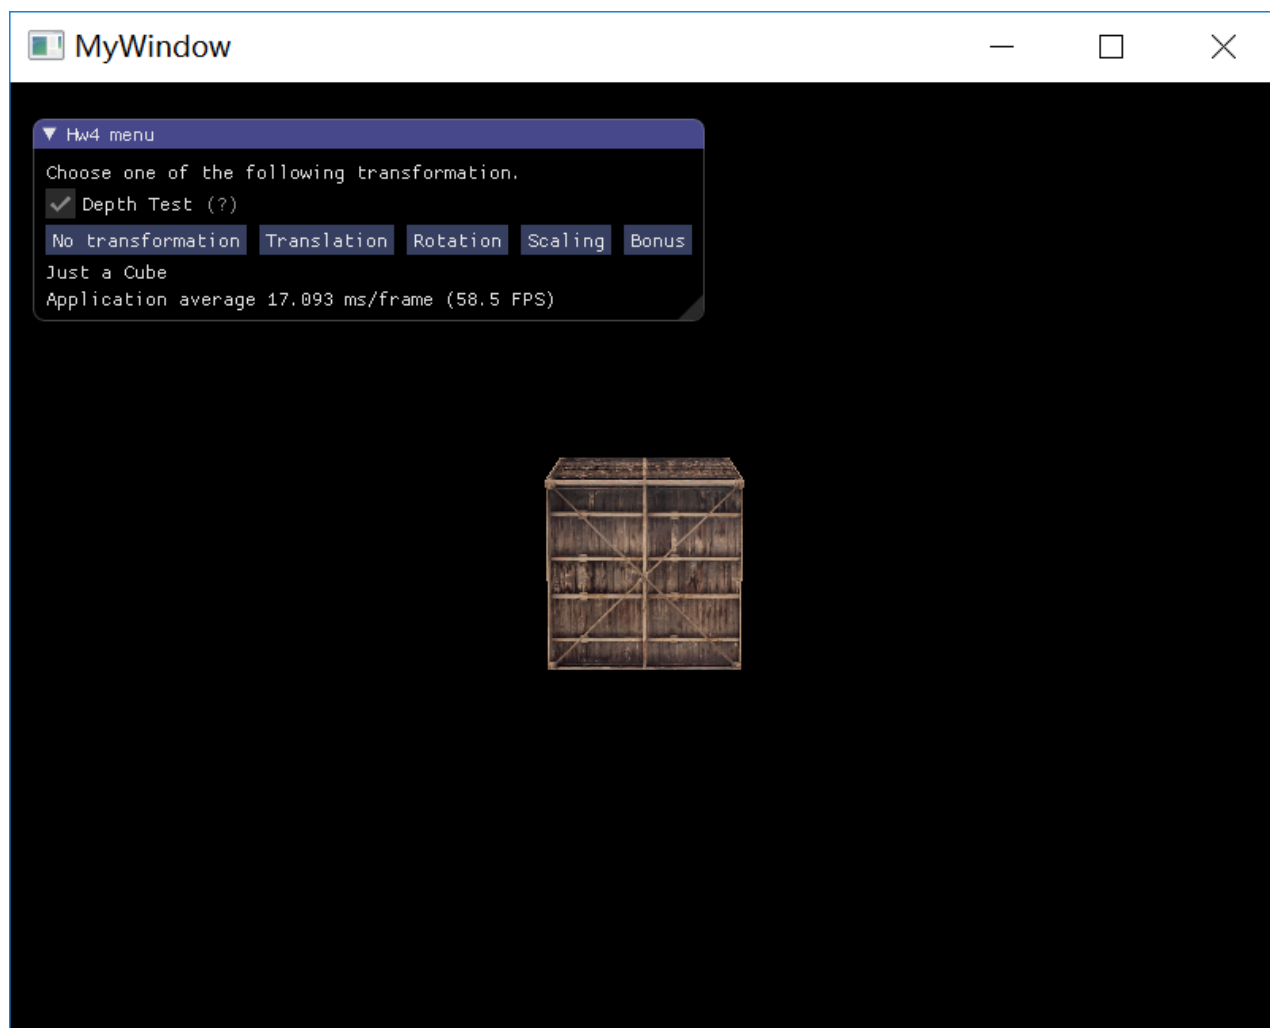 MyWindow
Hw4 menu
Choose one of the following transformation.
Depth Test (?)
No transformation Translation Rotation Scaling Bonus
Just a Cube
Application average 17.093 ms/frame (58.5 FPS)